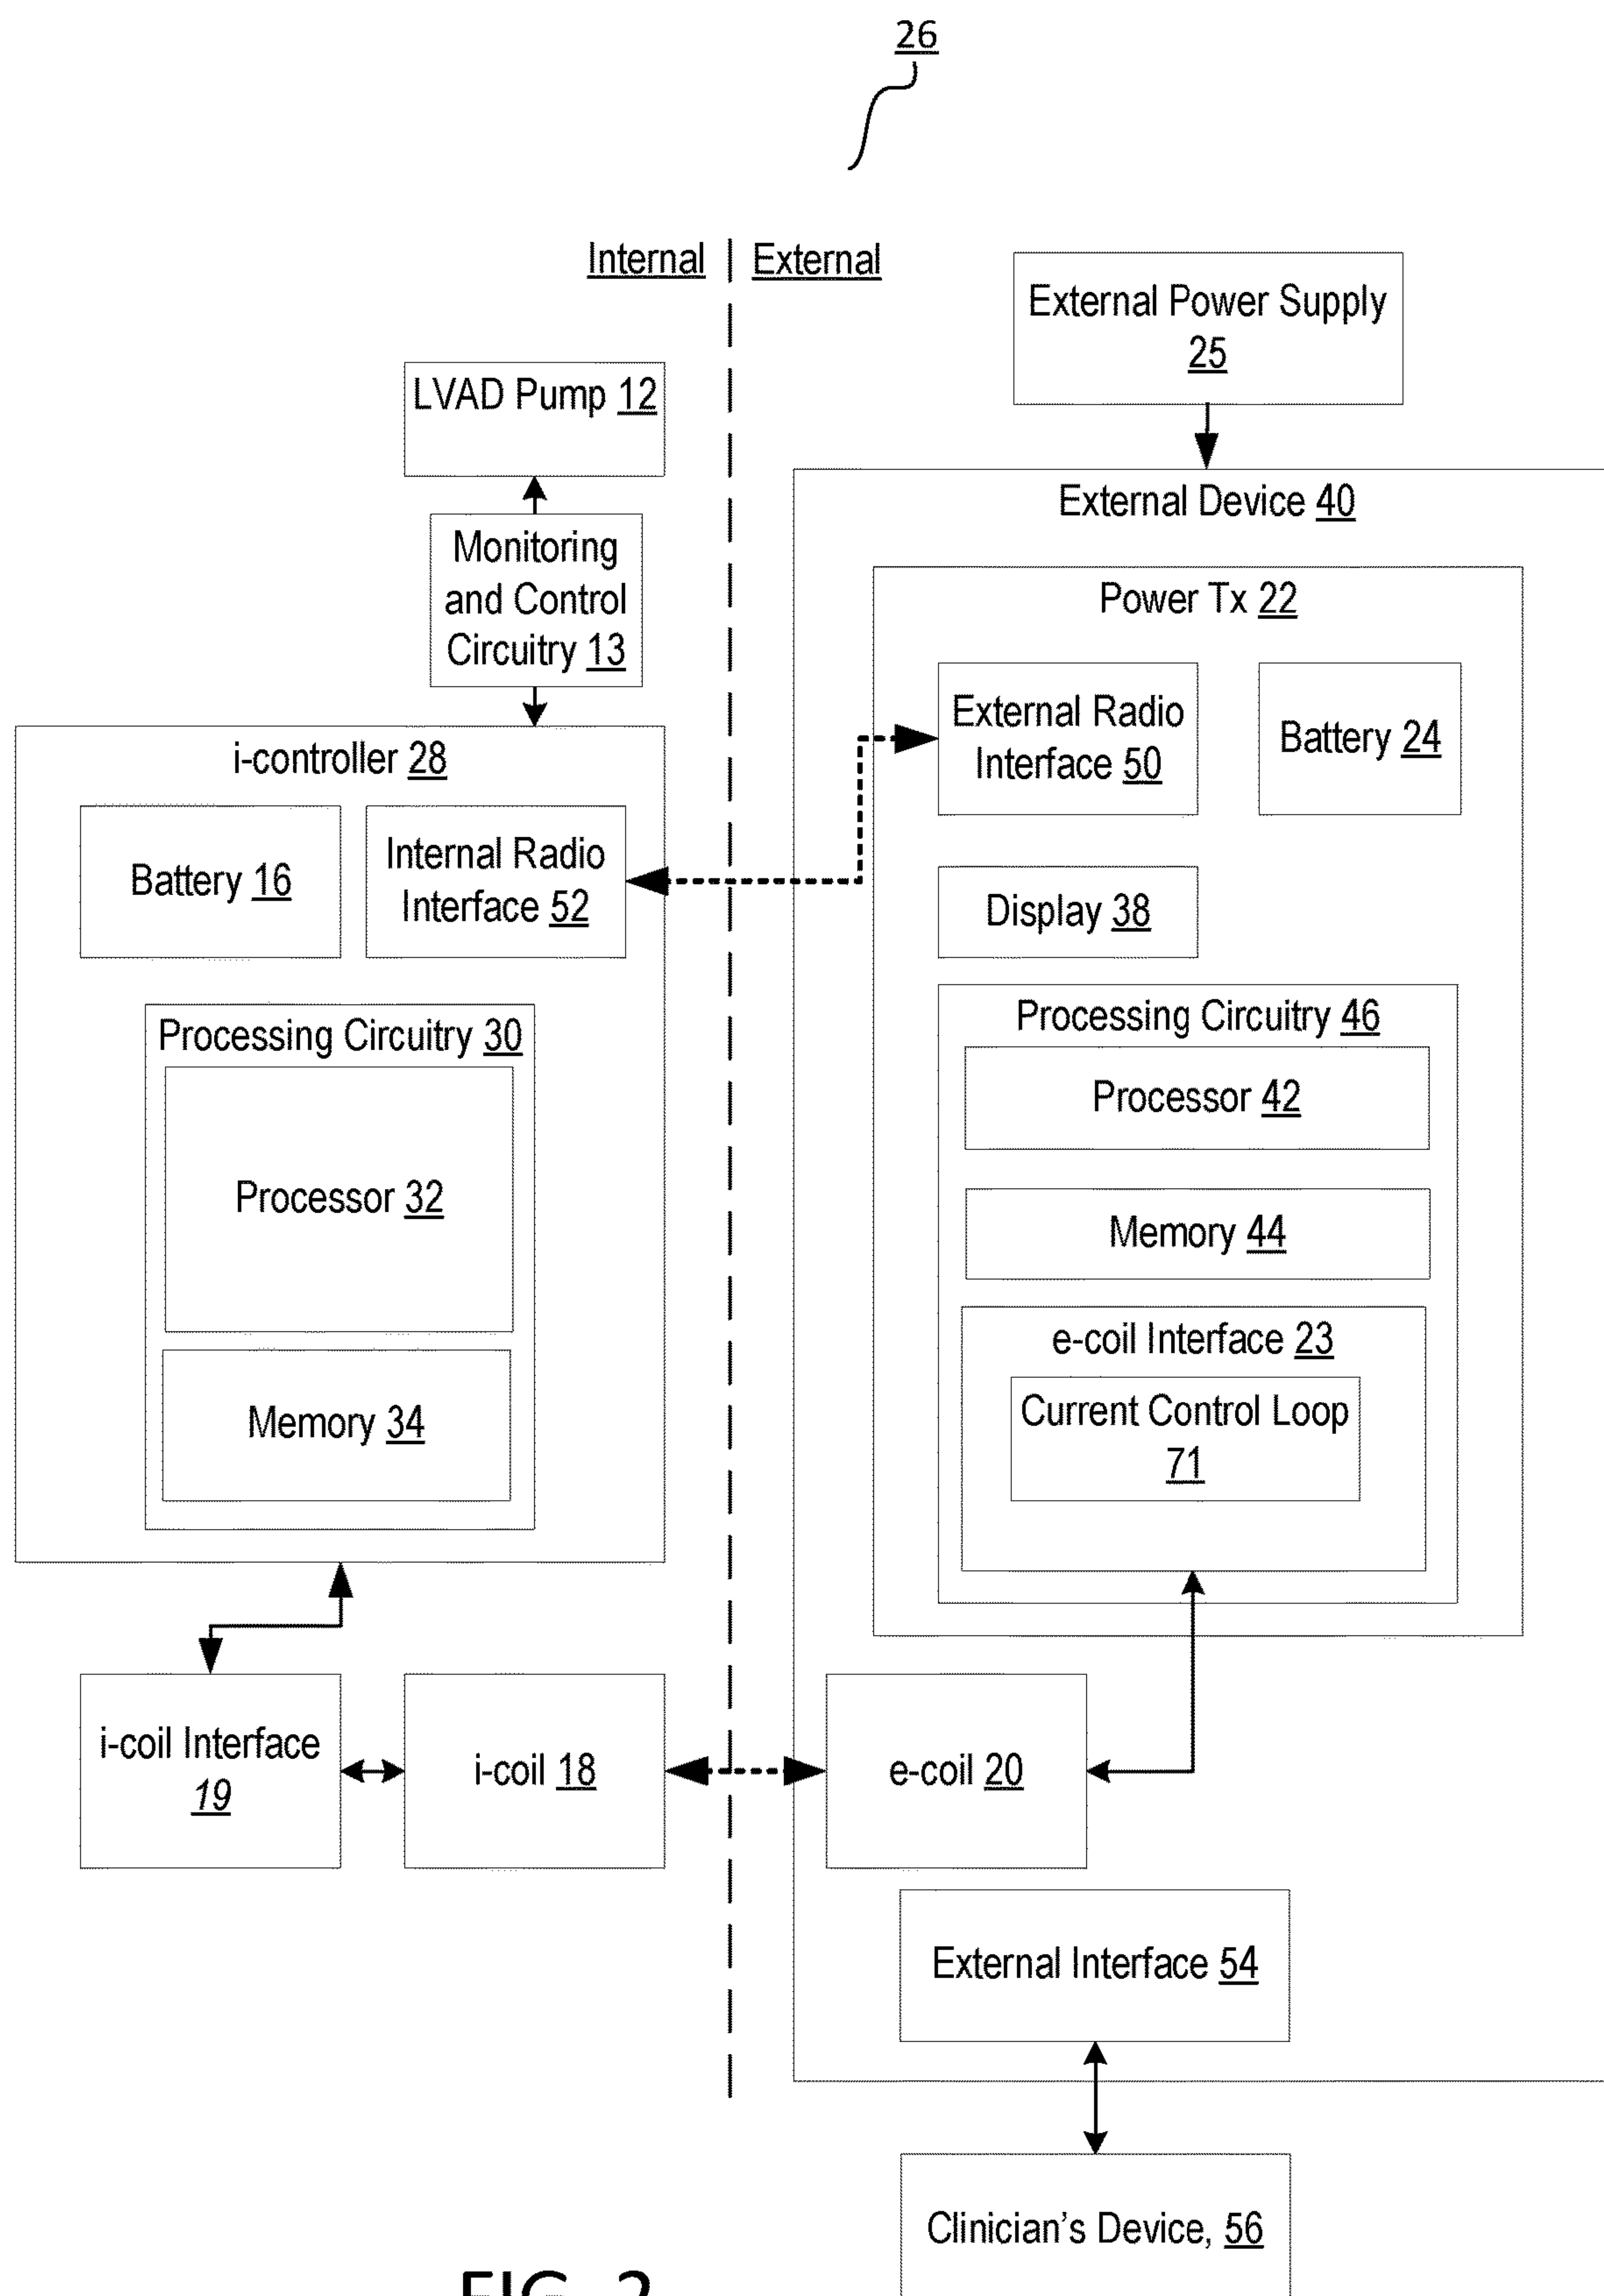 26
Internal
External
External Power Supply
25
LVAD Pump 12
Monitoring
and Control
Circuitry 13
External Device 40
Power Tx 22
External Radio
Interface 50
Battery 24
i-controller 28
Battery 16
Internal Radio
Interface 52
Display 38
Processing Circuitry 30
Processor 32
Memory 34
Processing Circuitry 46
Processor 42
Memory 44
e-coil Interface 23
Current Control Loop
71
i-coil Interface
19
i-coil 18
e-coil 20
External Interface 54
Clinician's Device, 56
FIG. 2